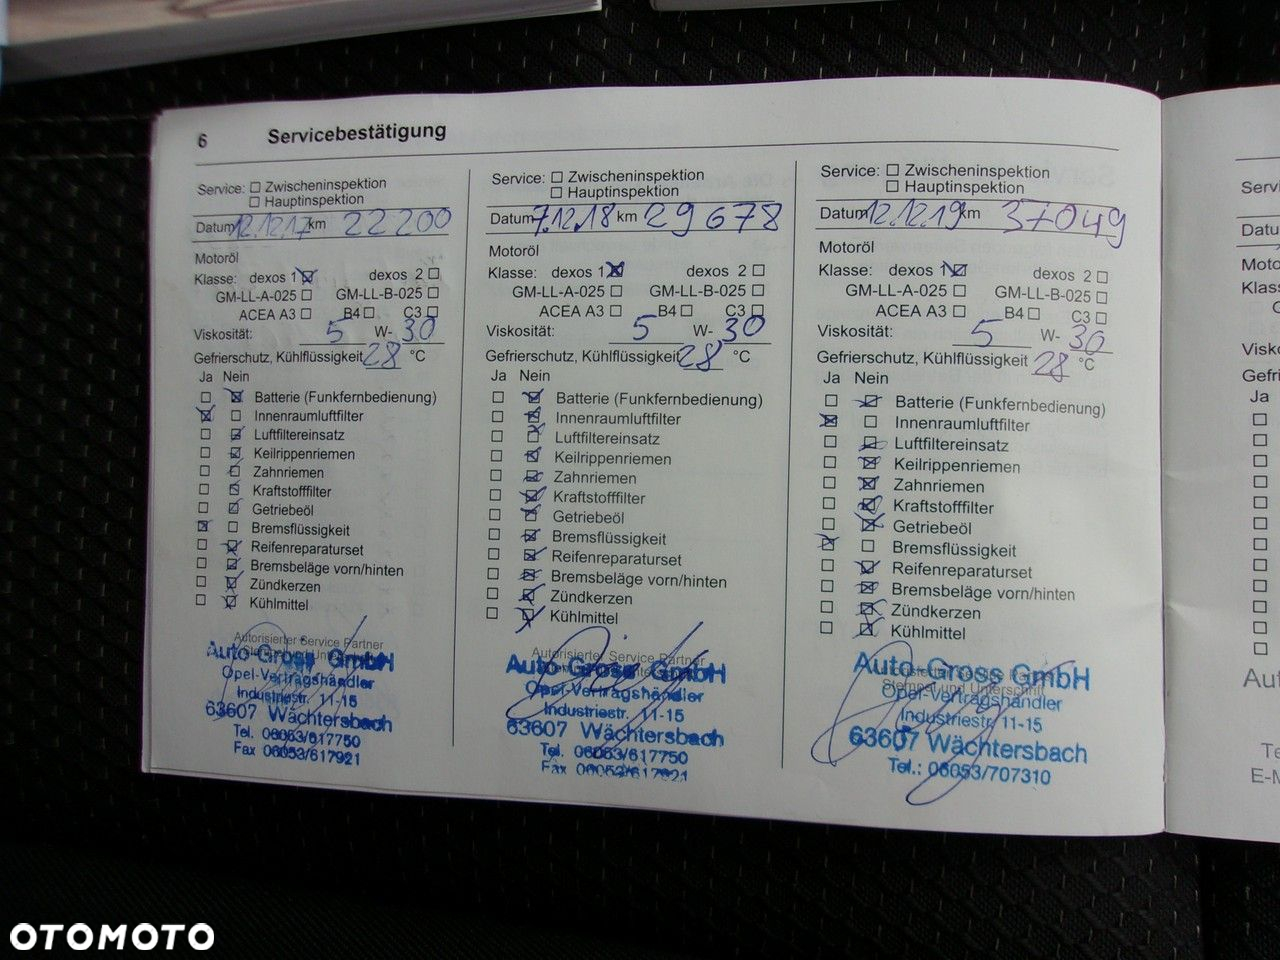 6 Servicebestätigung
Service: Zwischeninspektion
Hauptinspektion
Datum 12.12.17 km 22200
Motoröl
Klasse: dexos 1 dexos 2
GM-LL-A-025 GM-LL-B-025
ACEA A3 B4 C3
Viskosität: 5 W- 30
Gefrierschutz, Kühlflüssigkeit 28 °C
Ja Nein
Batterie (Funkfernbedienung)
Innenraumluftfilter
Luftfiltereinsatz
Keilrippenriemen
Zahnriemen
Kraftstofffilter
Getriebeöl
Bremsflüssigkeit
Reifenreparaturset
Bremsbeläge vorn/hinten
Zündkerzen
Kühlmittel
Autorisierter Service Partner
Auto Gross GmbH
Opel-Vertragshändler
Industriestr. 11-15
63607 Wächtersbach
Tel. 06053/617750
Fax 06053/617921
Service: Zwischeninspektion
Hauptinspektion
Datum 7.12.18 km 29678
Motoröl
Klasse: dexos 1 dexos 2
GM-LL-A-025 GM-LL-B-025
ACEA A3 B4 C3
Viskosität: 5 W- 30
Gefrierschutz, Kühlflüssigkeit 28 °C
Ja Nein
Batterie (Funkfernbedienung)
Innenraumluftfilter
Luftfiltereinsatz
Keilrippenriemen
Zahnriemen
Kraftstofffilter
Getriebeöl
Bremsflüssigkeit
Reifenreparaturset
Bremsbeläge vorn/hinten
Zündkerzen
Kühlmittel
Autorisierter Service Partner
Auto Gross GmbH
Opel-Vertragshändler
Industriestr. 11-15
63607 Wächtersbach
Tel. 06053/617750
Fax 06053/617921
Service: Zwischeninspektion
Hauptinspektion
Datum 12.12.19 km 37049
Motoröl
Klasse: dexos 1 dexos 2
GM-LL-A-025 GM-LL-B-025
ACEA A3 B4 C3
Viskosität: 5 W- 30
Gefrierschutz, Kühlflüssigkeit 28 °C
Ja Nein
Batterie (Funkfernbedienung)
Innenraumluftfilter
Luftfiltereinsatz
Keilrippenriemen
Zahnriemen
Kraftstofffilter
Getriebeöl
Bremsflüssigkeit
Reifenreparaturset
Bremsbeläge vorn/hinten
Zündkerzen
Kühlmittel
Auto Gross GmbH
Stempel und Unterschrift
Opel-Vertragshändler
Industriestr. 11-15
63607 Wächtersbach
Tel.: 06053/707310
Servi
Datu
Moto
Klas
Visk
Gefri
Ja
Aut
Te
E-M
OTOMOTO